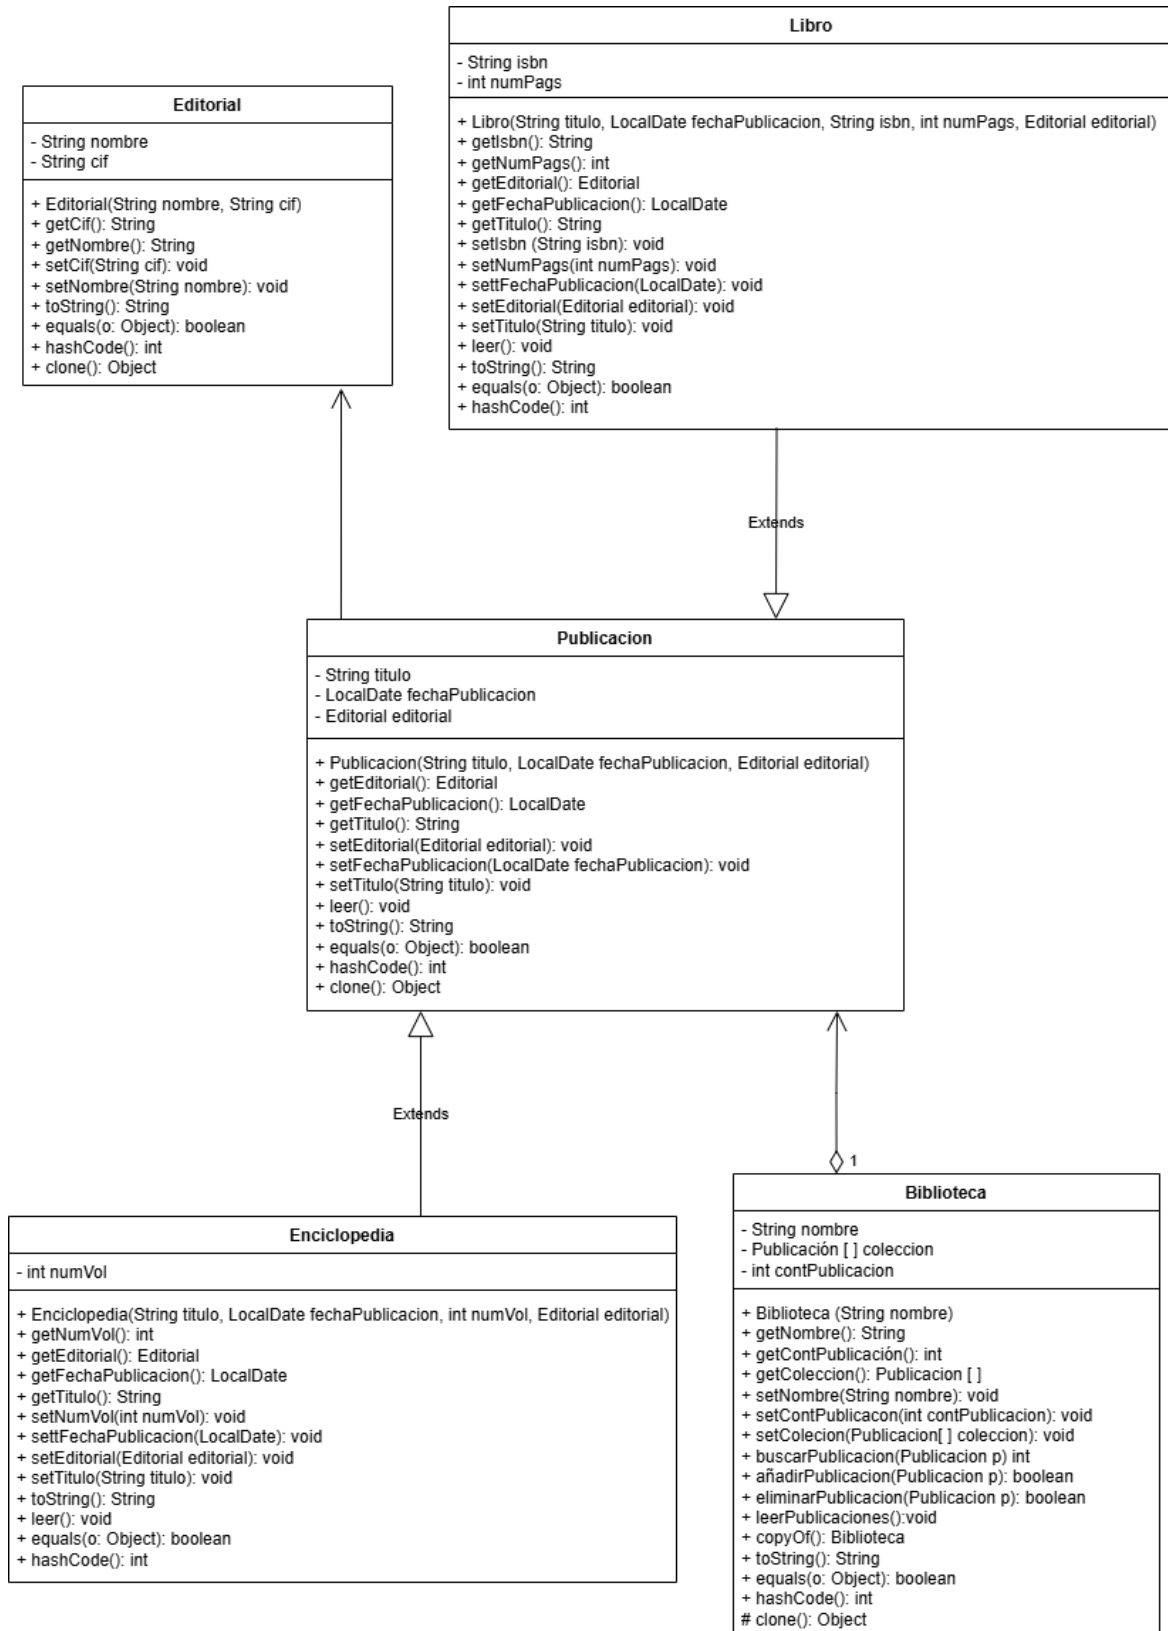 Libro
- String isbn
- int numPags
+ Libro(String titulo, LocalDate fechaPublicacion, String isbn, int numPags, Editorial editorial)
+ getIsbn(): String
+ getNumPags(): int
+ getEditorial(): Editorial
+ getFechaPublicacion(): LocalDate
+ getTitulo(): String
+ setIsbn (String isbn): void
+ setNumPags(int numPags): void
+ settFechaPublicacion(LocalDate): void
+ setEditorial(Editorial editorial): void
+ setTitulo(String titulo): void
+ leer(): void
+ toString(): String
+ equals(o: Object): boolean
+ hashCode(): int
Editorial
- String nombre
- String cif
+ Editorial(String nombre, String cif)
+ getCif(): String
+ getNombre(): String
+ setCif(String cif): void
+ setNombre(String nombre): void
+ toString(): String
+ equals(o: Object): boolean
+ hashCode(): int
+ clone(): Object
Extends
Publicacion
- String titulo
- LocalDate fechaPublicacion
- Editorial editorial
+ Publicacion(String titulo, LocalDate fechaPublicacion, Editorial editorial)
+ getEditorial(): Editorial
+ getFechaPublicacion(): LocalDate
+ getTitulo(): String
+ setEditorial(Editorial editorial): void
+ setFechaPublicacion(LocalDate fechaPublicacion): void
+ setTitulo(String titulo): void
+ leer(): void
+ toString(): String
+ equals(o: Object): boolean
+ hashCode(): int
+ clone(): Object
Extends
1
Enciclopedia
- int numVol
+ Enciclopedia(String titulo, LocalDate fechaPublicacion, int numVol, Editorial editorial)
+ getNumVol(): int
+ getEditorial(): Editorial
+ getFechaPublicacion(): LocalDate
+ getTitulo(): String
+ setNumVol(int numVol): void
+ settFechaPublicacion(LocalDate): void
+ setEditorial(Editorial editorial): void
+ setTitulo(String titulo): void
+ toString(): String
+ leer(): void
+ equals(o: Object): boolean
+ hashCode(): int
Biblioteca
- String nombre
- Publicación [ ] coleccion
- int contPublicacion
+ Biblioteca (String nombre)
+ getNombre(): String
+ getContPublicación(): int
+ getColeccion(): Publicacion [ ]
+ setNombre(String nombre): void
+ setContPublicacon(int contPublicacion): void
+ setColecion(Publicacion[ ] coleccion): void
+ buscarPublicacion(Publicacion p) int
+ añadirPublicacion(Publicacion p): boolean
+ eliminarPublicacion(Publicacion p): boolean
+ leerPublicaciones():void
+ copyOf(): Biblioteca
+ toString(): String
+ equals(o: Object): boolean
+ hashCode(): int
# clone(): Object